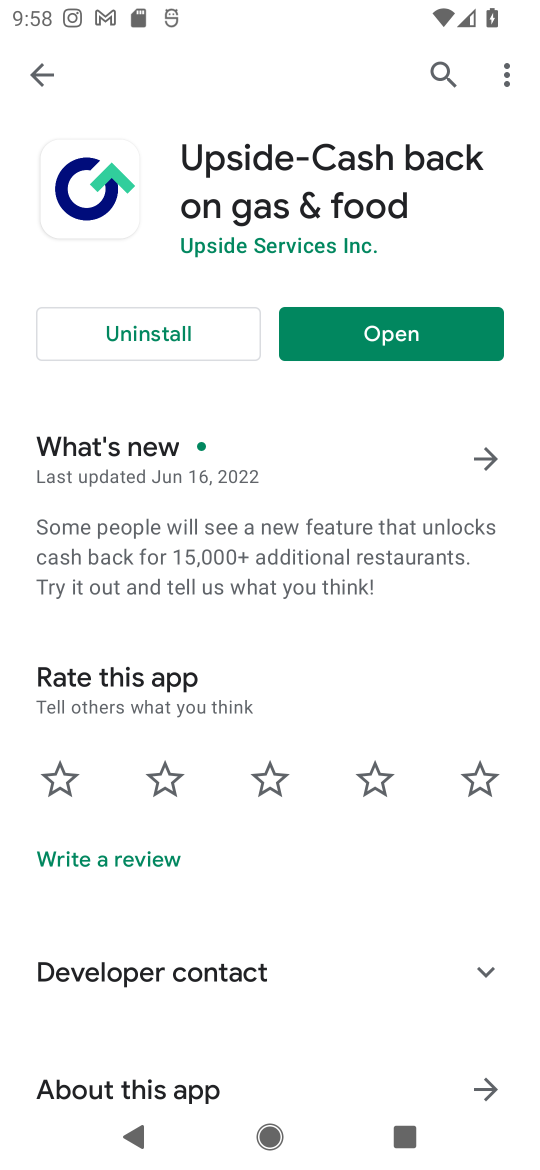 9:58
Upside-Cash back
on gas & food
Upside Services Inc.
Uninstall
Open
What's new
Last updated Jun 16, 2022
Some people will see a new feature that unlocks
cash back for 15,000+ additional restaurants.
Try it out and tell us what you think!
Rate this app
Tell others what you think
Write a review
Developer contact
About this app